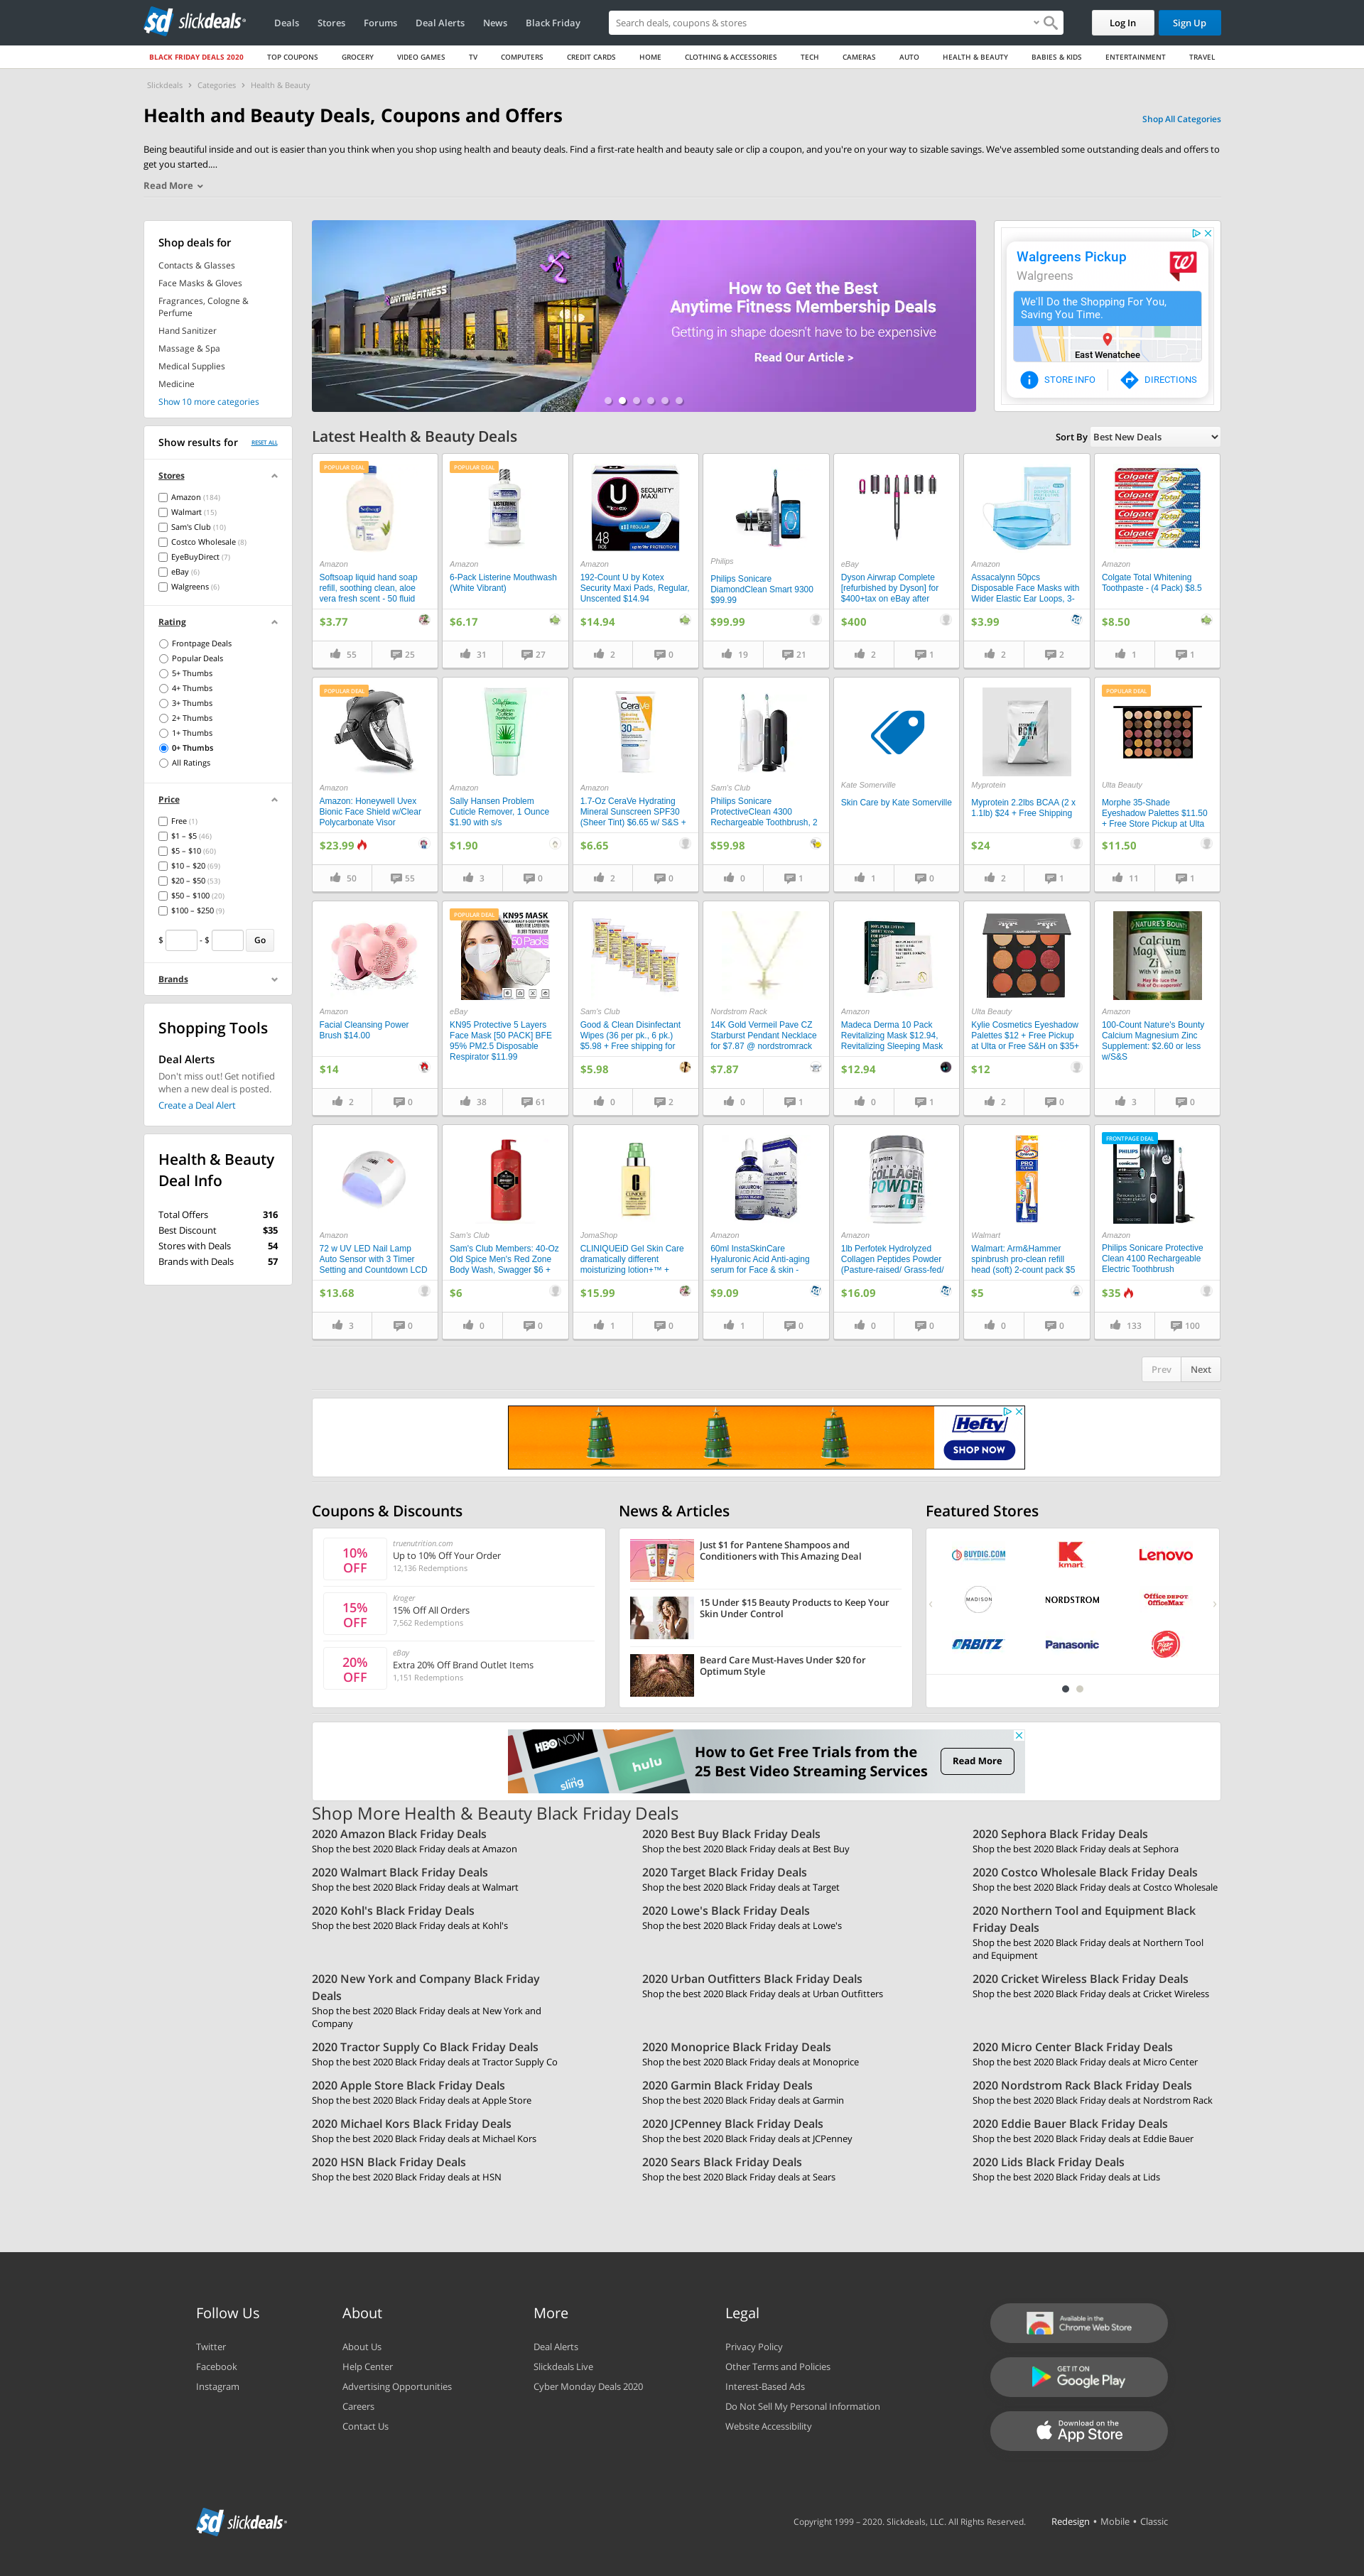 slickdeals
Deals
Stores
Forums
Deal Alerts
News
Black Friday
Search deals, coupons & stores
Log In
Sign Up
BLACK FRIDAY DEALS 2020
TOP COUPONS
GROCERY
VIDEO GAMES
TV
COMPUTERS
CREDIT CARDS
HOME
CLOTHING & ACCESSORIES
TECH
CAMERAS
AUTO
HEALTH & BEAUTY
BABIES & KIDS
ENTERTAINMENT
TRAVEL
Slickdeals › Categories › Health & Beauty
Health and Beauty Deals, Coupons and Offers
Shop All Categories
Being beautiful inside and out is easier than you think when you shop using health and beauty deals. Find a first-rate health and beauty sale or clip a coupon, and you're on your way to sizable savings. We've assembled some outstanding deals and offers to
get you started....
Read More
Shop deals for
Contacts & Glasses
Face Masks & Gloves
Fragrances, Cologne &
Perfume
Hand Sanitizer
Massage & Spa
Medical Supplies
Medicine
Show 10 more categories
ANYTIME FITNESS
How to Get the Best
Anytime Fitness Membership Deals
Getting in shape doesn't have to be expensive
Read Our Article >
Walgreens Pickup
Walgreens
We'll Do the Shopping For You,
Saving You Time.
East Wenatchee
STORE INFO
DIRECTIONS
Show results for
RESET ALL
Stores
Amazon (184)
Walmart (15)
Sam's Club (10)
Costco Wholesale (8)
EyeBuyDirect (7)
eBay (6)
Walgreens (6)
Rating
Frontpage Deals
Popular Deals
5+ Thumbs
4+ Thumbs
3+ Thumbs
2+ Thumbs
1+ Thumbs
0+ Thumbs
All Ratings
Price
Free (1)
$1 – $5 (46)
$5 – $10 (60)
$10 – $20 (69)
$20 – $50 (53)
$50 – $100 (20)
$100 – $250 (9)
$ - $ Go
Brands
Shopping Tools
Deal Alerts
Don't miss out! Get notified
when a new deal is posted.
Create a Deal Alert
Health & Beauty
Deal Info
Total Offers 316
Best Discount $35
Stores with Deals 54
Brands with Deals 57
Latest Health & Beauty Deals
Sort By Best New Deals
POPULAR DEAL
Amazon
Softsoap liquid hand soap
refill, soothing clean, aloe
vera fresh scent - 50 fluid
$3.77
55 25
POPULAR DEAL
LISTERINE
Amazon
6-Pack Listerine Mouthwash
(White Vibrant)
$6.17
31 27
U
SECURITY
MAXI
REGULAR
48
Amazon
192-Count U by Kotex
Security Maxi Pads, Regular,
Unscented $14.94
$14.94
2 0
Philips
Philips Sonicare
DiamondClean Smart 9300
$99.99
$99.99
19 21
eBay
Dyson Airwrap Complete
[refurbished by Dyson] for
$400+tax on eBay after
$400
2 1
Amazon
Assacalynn 50pcs
Disposable Face Masks with
Wider Elastic Ear Loops, 3-
$3.99
2 2
Colgate Total
Colgate Total
Colgate Total
Colgate Total
Amazon
Colgate Total Whitening
Toothpaste - (4 Pack) $8.5
$8.50
1 1
POPULAR DEAL
Amazon
Amazon: Honeywell Uvex
Bionic Face Shield w/Clear
Polycarbonate Visor
$23.99
50 55
Sally Hansen
Problem
Cuticle
Remover
Amazon
Sally Hansen Problem
Cuticle Remover, 1 Ounce
$1.90 with s/s
$1.90
3 0
CeraVe
30
Amazon
1.7-Oz CeraVe Hydrating
Mineral Sunscreen SPF30
(Sheer Tint) $6.65 w/ S&S +
$6.65
2 0
Sam's Club
Philips Sonicare
ProtectiveClean 4300
Rechargeable Toothbrush, 2
$59.98
0 1
Kate Somerville
Skin Care by Kate Somerville
1 0
BCAA
Myprotein
Myprotein 2.2lbs BCAA (2 x
1.1lb) $24 + Free Shipping
$24
2 1
POPULAR DEAL
Ulta Beauty
Morphe 35-Shade
Eyeshadow Palettes $11.50
+ Free Store Pickup at Ulta
$11.50
11 1
Amazon
Facial Cleansing Power
Brush $14.00
$14
2 0
POPULAR DEAL
KN95 MASK
50 Packs
eBay
KN95 Protective 5 Layers
Face Mask [50 PACK] BFE
95% PM2.5 Disposable
Respirator $11.99
38 61
Sam's Club
Good & Clean Disinfectant
Wipes (36 per pk., 6 pk.)
$5.98 + Free shipping for
$5.98
0 2
Nordstrom Rack
14K Gold Vermeil Pave CZ
Starburst Pendant Necklace
for $7.87 @ nordstromrack
$7.87
0 1
Amazon
Madeca Derma 10 Pack
Revitalizing Mask $12.94,
Revitalizing Sleeping Mask
$12.94
0 1
Ulta Beauty
Kylie Cosmetics Eyeshadow
Palettes $12 + Free Pickup
at Ulta or Free S&H on $35+
$12
2 0
NATURE'S BOUNTY
Calcium
Magnesium
Zinc
With Vitamin D3
Amazon
100-Count Nature's Bounty
Calcium Magnesium Zinc
Supplement: $2.60 or less
w/S&S
3 0
Amazon
72 w UV LED Nail Lamp
Auto Sensor with 3 Timer
Setting and Countdown LCD
$13.68
3 0
Sam's Club
Sam's Club Members: 40-Oz
Old Spice Men's Red Zone
Body Wash, Swagger $6 +
$6
0 0
CLINIQUE
JomaShop
CLINIQUEiD Gel Skin Care
dramatically different
moisturizing lotion+™ +
$15.99
1 0
Amazon
60ml InstaSkinCare
Hyaluronic Acid Anti-aging
serum for Face & skin -
$9.09
1 0
COLLAGEN
POWDER
1LB
Amazon
1lb Perfotek Hydrolyzed
Collagen Peptides Powder
(Pasture-raised/ Grass-fed/
$16.09
0 0
PRO
Walmart
Walmart: Arm&Hammer
spinbrush pro-clean refill
head (soft) 2-count pack $5
$5
0 0
FRONTPAGE DEAL
PHILIPS
sonicare
Amazon
Philips Sonicare Protective
Clean 4100 Rechargeable
Electric Toothbrush
$35
133 100
Prev
Next
Hefty
SHOP NOW
Coupons & Discounts
10%
OFF
truenutrition.com
Up to 10% Off Your Order
12,136 Redemptions
15%
OFF
Kroger
15% Off All Orders
7,562 Redemptions
20%
OFF
eBay
Extra 20% Off Brand Outlet Items
1,151 Redemptions
News & Articles
Just $1 for Pantene Shampoos and
Conditioners with This Amazing Deal
15 Under $15 Beauty Products to Keep Your
Skin Under Control
Beard Care Must-Haves Under $20 for
Optimum Style
Featured Stores
BUYDIG.COM
kmart
Lenovo
MADISON
NORDSTROM
Office DEPOT
OfficeMax
ORBITZ
Panasonic
Pizza Hut
HBO NOW
hulu
sling
How to Get Free Trials from the
25 Best Video Streaming Services
Read More
Shop More Health & Beauty Black Friday Deals
2020 Amazon Black Friday Deals
Shop the best 2020 Black Friday deals at Amazon
2020 Best Buy Black Friday Deals
Shop the best 2020 Black Friday deals at Best Buy
2020 Sephora Black Friday Deals
Shop the best 2020 Black Friday deals at Sephora
2020 Walmart Black Friday Deals
Shop the best 2020 Black Friday deals at Walmart
2020 Target Black Friday Deals
Shop the best 2020 Black Friday deals at Target
2020 Costco Wholesale Black Friday Deals
Shop the best 2020 Black Friday deals at Costco Wholesale
2020 Kohl's Black Friday Deals
Shop the best 2020 Black Friday deals at Kohl's
2020 Lowe's Black Friday Deals
Shop the best 2020 Black Friday deals at Lowe's
2020 Northern Tool and Equipment Black
Friday Deals
Shop the best 2020 Black Friday deals at Northern Tool
and Equipment
2020 New York and Company Black Friday
Deals
Shop the best 2020 Black Friday deals at New York and
Company
2020 Urban Outfitters Black Friday Deals
Shop the best 2020 Black Friday deals at Urban Outfitters
2020 Cricket Wireless Black Friday Deals
Shop the best 2020 Black Friday deals at Cricket Wireless
2020 Tractor Supply Co Black Friday Deals
Shop the best 2020 Black Friday deals at Tractor Supply Co
2020 Monoprice Black Friday Deals
Shop the best 2020 Black Friday deals at Monoprice
2020 Micro Center Black Friday Deals
Shop the best 2020 Black Friday deals at Micro Center
2020 Apple Store Black Friday Deals
Shop the best 2020 Black Friday deals at Apple Store
2020 Garmin Black Friday Deals
Shop the best 2020 Black Friday deals at Garmin
2020 Nordstrom Rack Black Friday Deals
Shop the best 2020 Black Friday deals at Nordstrom Rack
2020 Michael Kors Black Friday Deals
Shop the best 2020 Black Friday deals at Michael Kors
2020 JCPenney Black Friday Deals
Shop the best 2020 Black Friday deals at JCPenney
2020 Eddie Bauer Black Friday Deals
Shop the best 2020 Black Friday deals at Eddie Bauer
2020 HSN Black Friday Deals
Shop the best 2020 Black Friday deals at HSN
2020 Sears Black Friday Deals
Shop the best 2020 Black Friday deals at Sears
2020 Lids Black Friday Deals
Shop the best 2020 Black Friday deals at Lids
Follow Us
Twitter
Facebook
Instagram
About
About Us
Help Center
Advertising Opportunities
Careers
Contact Us
More
Deal Alerts
Slickdeals Live
Cyber Monday Deals 2020
Legal
Privacy Policy
Other Terms and Policies
Interest-Based Ads
Do Not Sell My Personal Information
Website Accessibility
Available in the
Chrome Web Store
GET IT ON
Google Play
Download on the
App Store
slickdeals
Copyright 1999 – 2020. Slickdeals, LLC. All Rights Reserved.
Redesign • Mobile • Classic